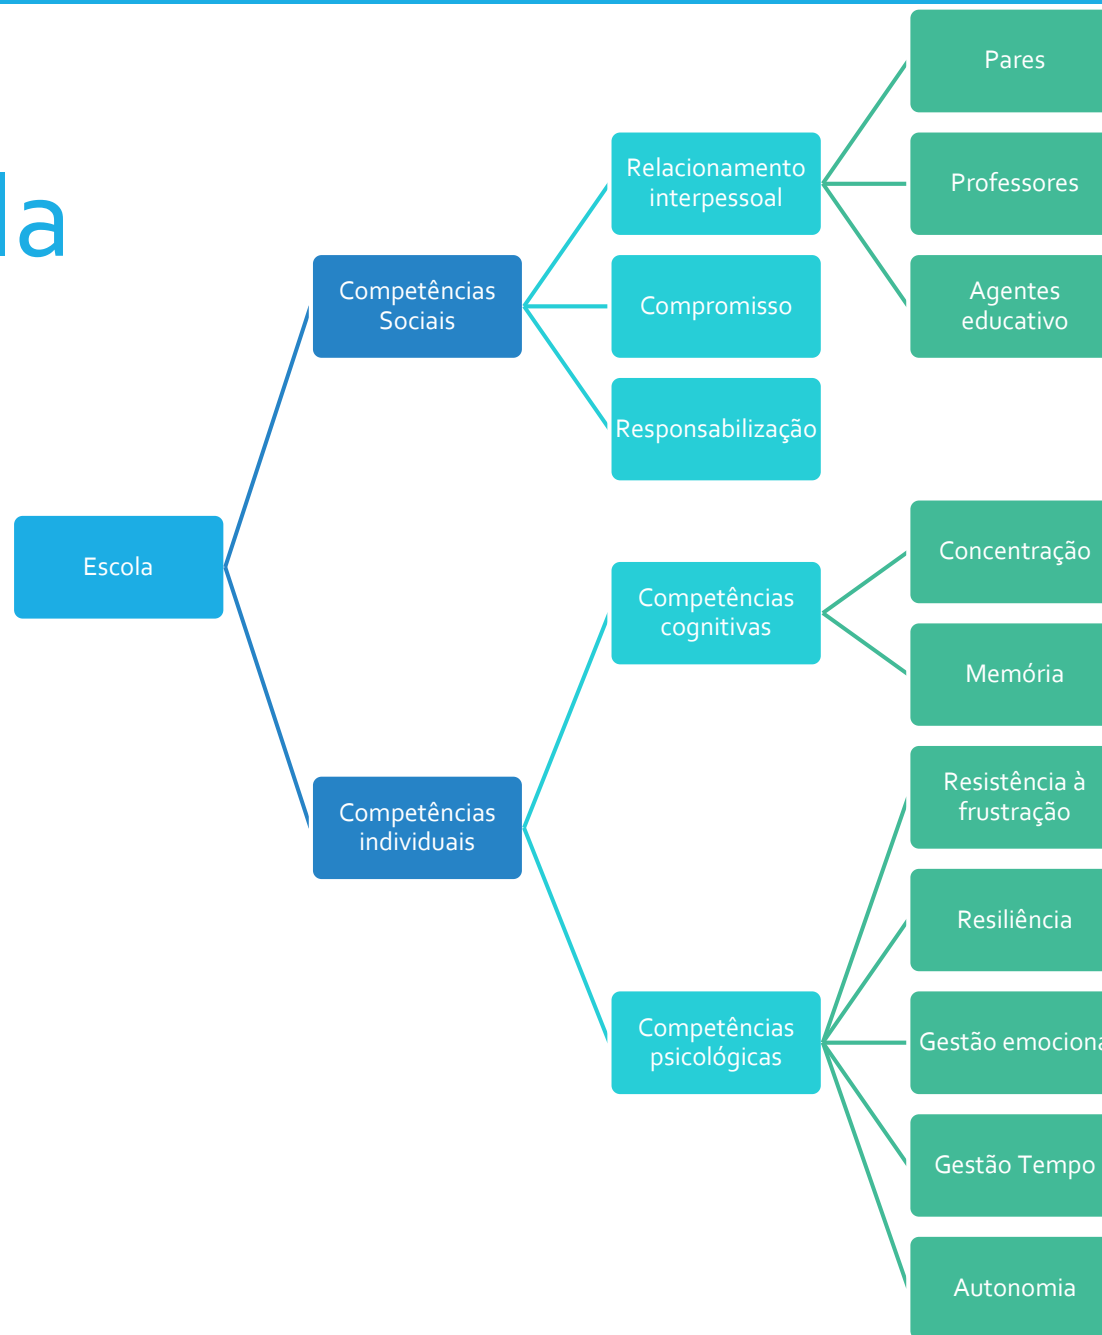 la
Pares
Relacionamento
interpessoal
Professores
Competências
Sociais
Compromisso
Agentes
educativo
Responsabilização
Escola
Concentração
Competências
cognitivas
Memória
Competências
individuais
Resistência à
frustração
Resiliência
Competências
psicológicas
Gestão emociona
Gestão Tempo
Autonomia